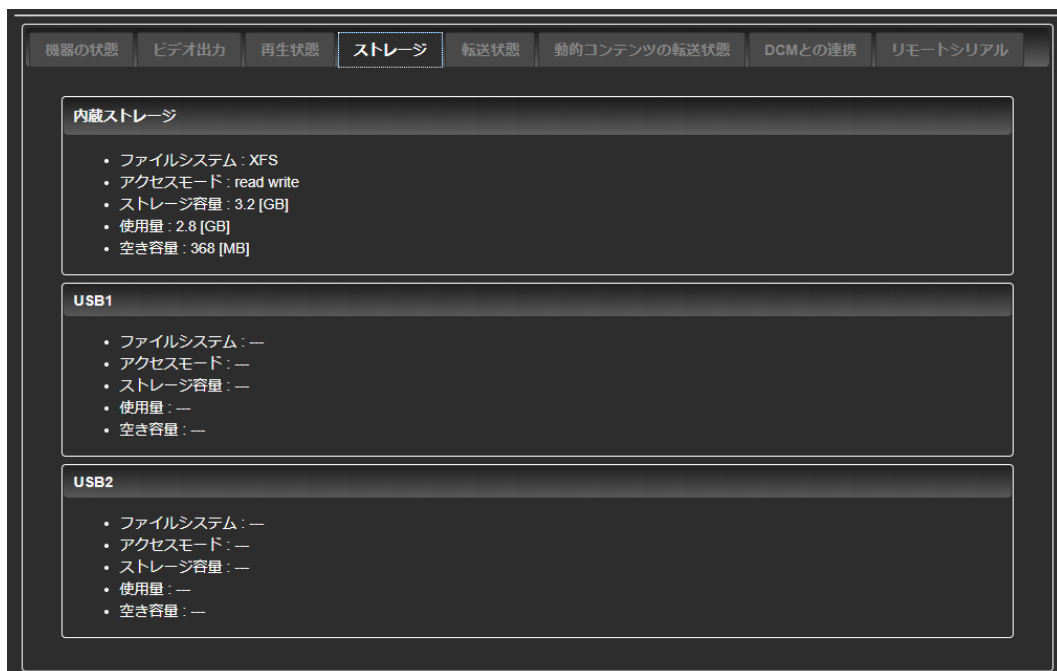 機器の状態 ビデオ出力 再生状態 ストレージ 転送状態 動的コンテンツの転送状態 DCMとの連携 リモートシリアル
内蔵ストレージ
• ファイルシステム : XFS
• アクセスモード : read write
• ストレージ容量 : 3.2 [GB]
• 使用量 : 2.8 [GB]
• 空き容量 : 368 [MB]
USB1
• ファイルシステム : ---
• アクセスモード : ---
• ストレージ容量 : ---
• 使用量 : ---
• 空き容量 : ---
USB2
• ファイルシステム : ---
• アクセスモード : ---
• ストレージ容量 : ---
• 使用量 : ---
• 空き容量 : ---